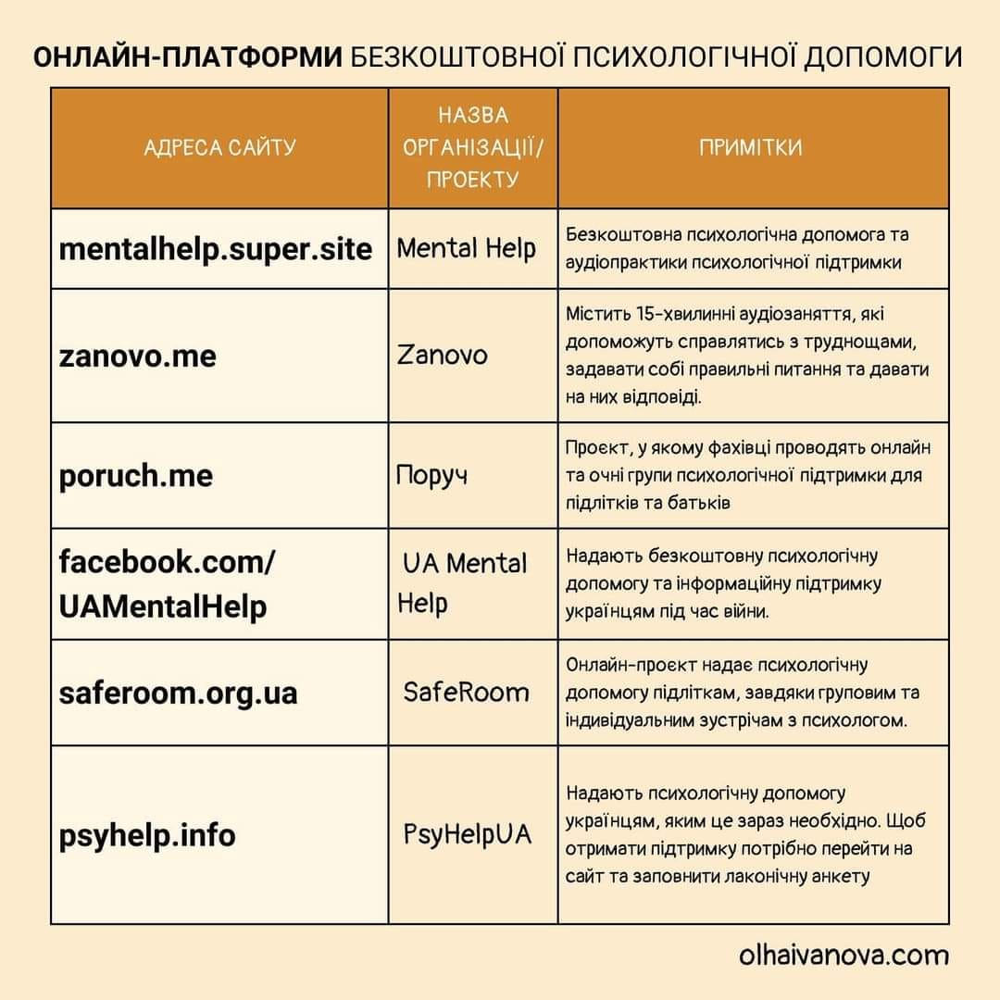 ОНЛАЙН-ПЛАТФОРМИ БЕЗКОШТОВНОЇ ПСИХОЛОГІЧНОЇ ДОПОМОГИ
АДРЕСА САЙТУ
НАЗВА
ОРГАНІЗАЦІЇ/
ПРОЕКТУ
ПРИМІТКИ
mentalhelp.super.site
Mental Help
Безкоштовна психологічна допомога та
аудіопрактики психологічної підтримки
zanovo.me
Zanovo
Містить 15-хвилинні аудіозаняття, які
допоможуть справлятись з труднощами,
задавати собі правильні питання та давати
на них відповіді.
poruch.me
Поруч
Проєкт, у якому фахівці проводять онлайн
та очні групи психологічної підтримки для
підлітків та батьків
facebook.com/
UAMentalHelp
UA Mental
Help
Надають безкоштовну психологічну
допомогу та інформаційну підтримку
українцям під час війни.
saferoom.org.ua
SafeRoom
Онлайн-проєкт надає психологічну
допомогу підліткам, завдяки груповим та
індивідуальним зустрічам з психологом.
psyhelp.info
PsyHelpUA
Надають психологічну допомогу
українцям, яким це зараз необхідно. Щоб
отримати підтримку потрібно перейти на
сайт та заповнити лаконічну анкету
olhaivanova.com